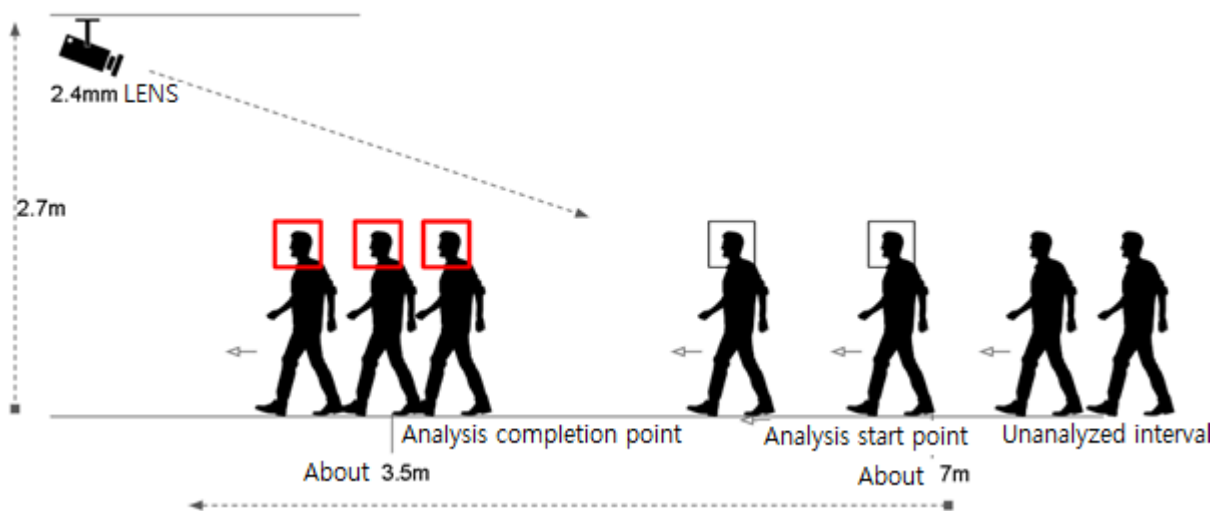 2.4mm LENS
2.7m
Analysis completion point
Analysis start point
Unanalyzed interval
About 3.5m
About 7m